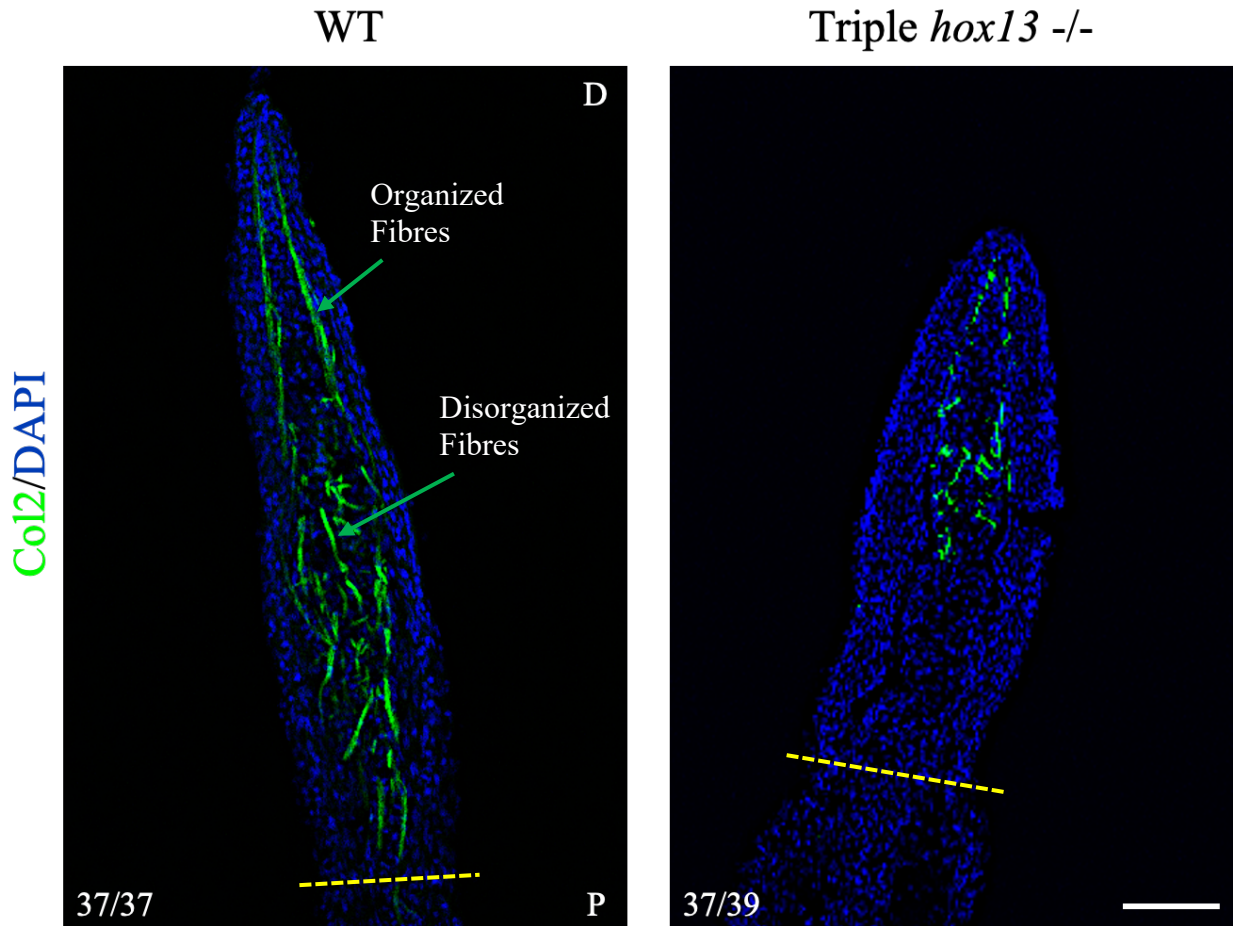 WT
Triple hox13 -/-
D
Organized
Fibres
Disorganized
Fibres
Col2/DAPI
37/37
P
37/39